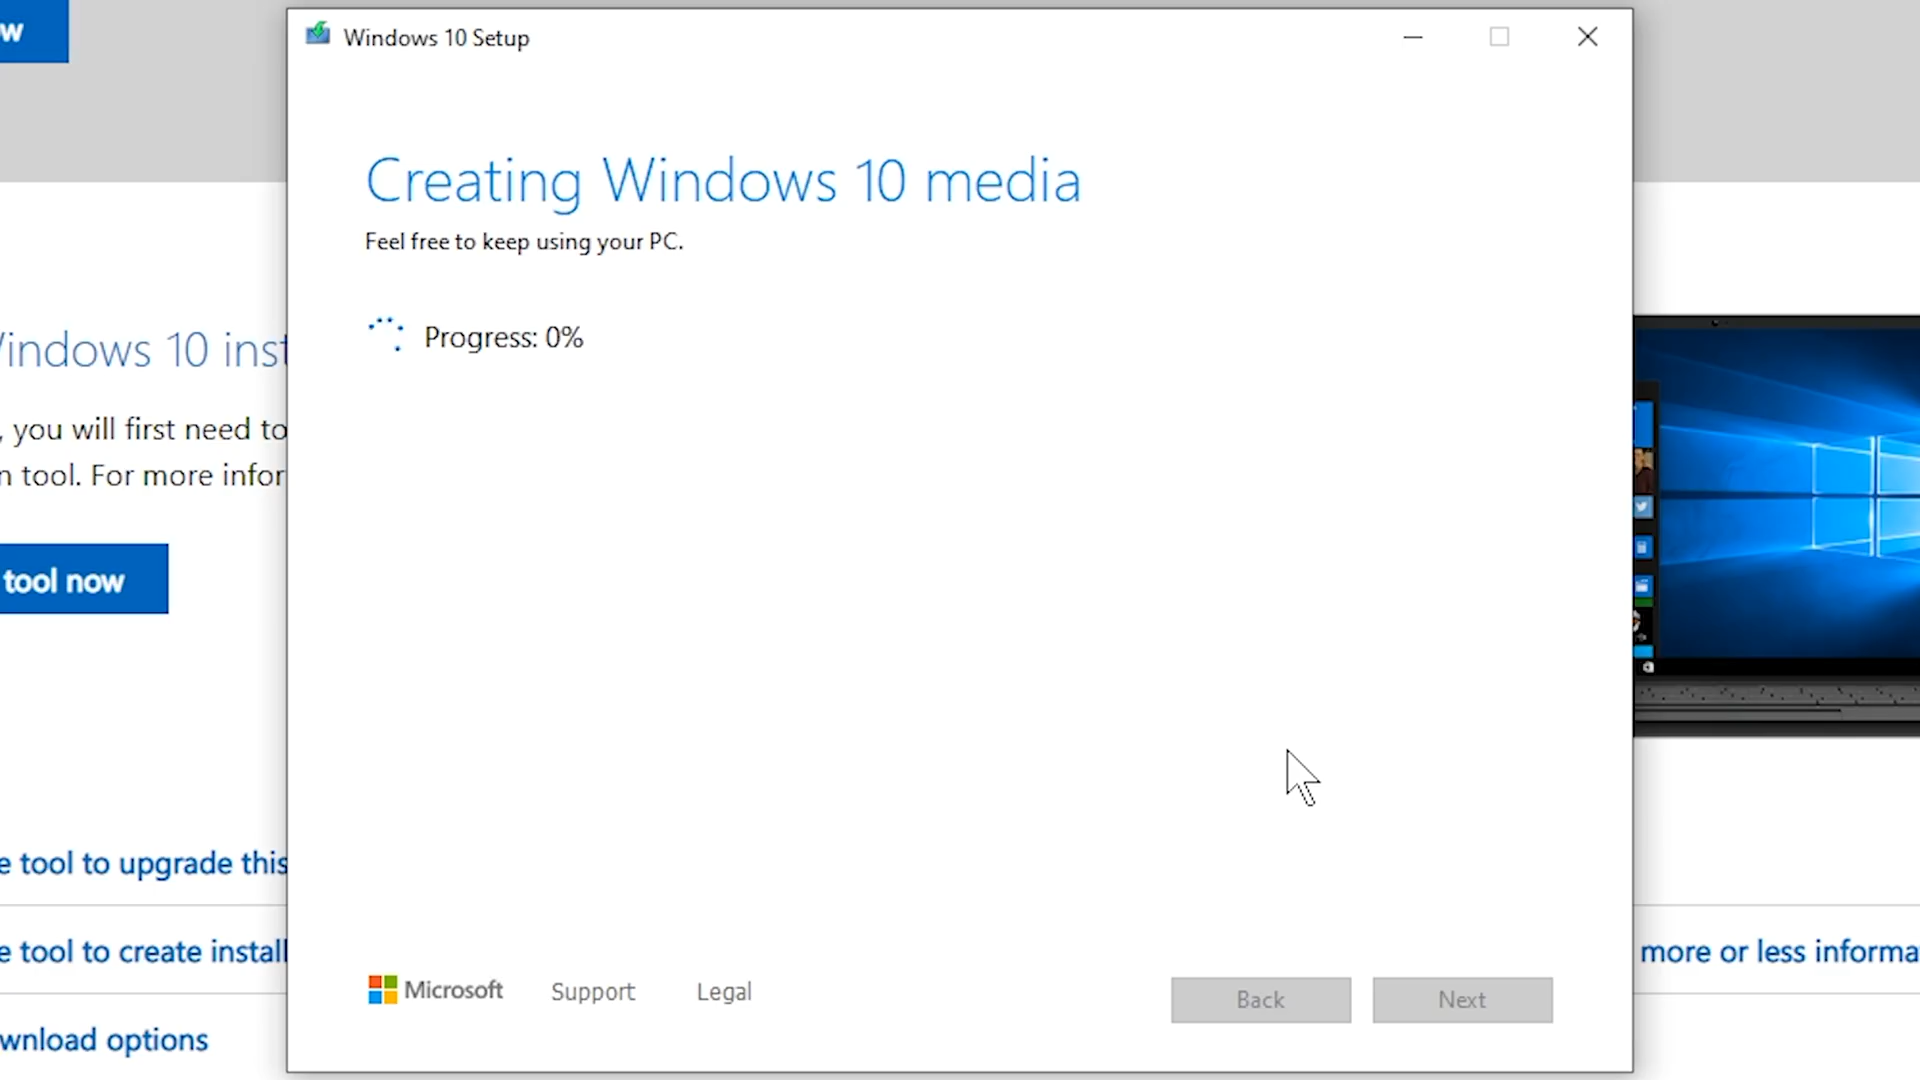 w
Windows 10 Setup
Creating Windows 10 media
Feel free to keep using your PC.
Progress: 0%
indows 10 inst
, you will first need to
n tool. For more infor
tool now
e tool to upgrade this
e tool to create install
more or less informa
wnload options
Microsoft
Support
Legal
Back
Next